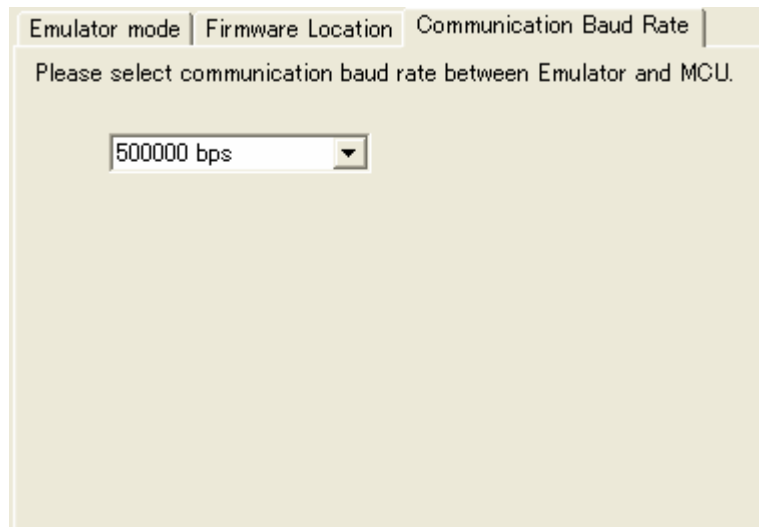 Emulator mode Firmware Location Communication Baud Rate
Please select communication baud rate between Emulator and MCU.
500000 bps